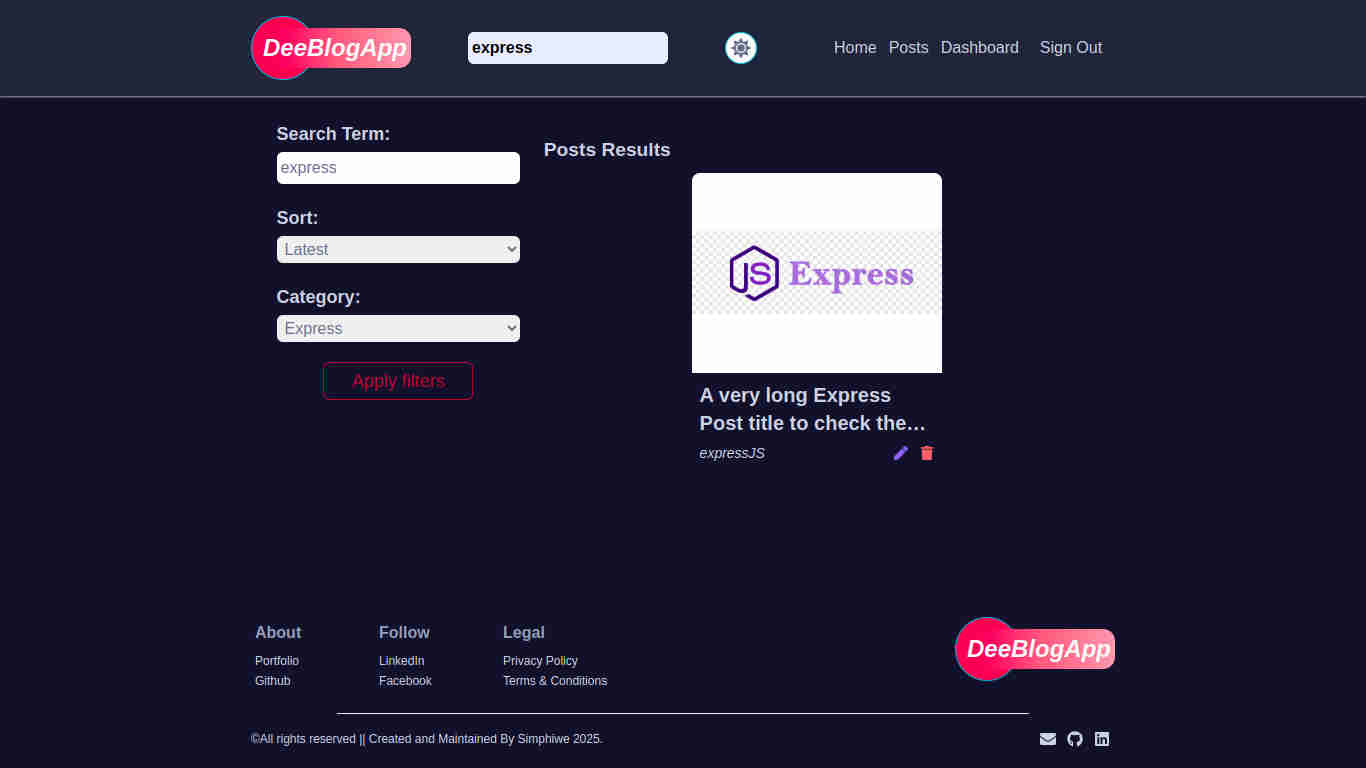 DeeBlogApp
express
Home Posts Dashboard Sign Out
Search Term:
express
Sort:
Latest
Category:
Express
Apply filters
Posts Results
JS Express
A very long Express
Post title to check the…
expressJS
About
Portfolio
Github
Follow
LinkedIn
Facebook
Legal
Privacy Policy
Terms & Conditions
DeeBlogApp
©All rights reserved || Created and Maintained By Simphiwe 2025.